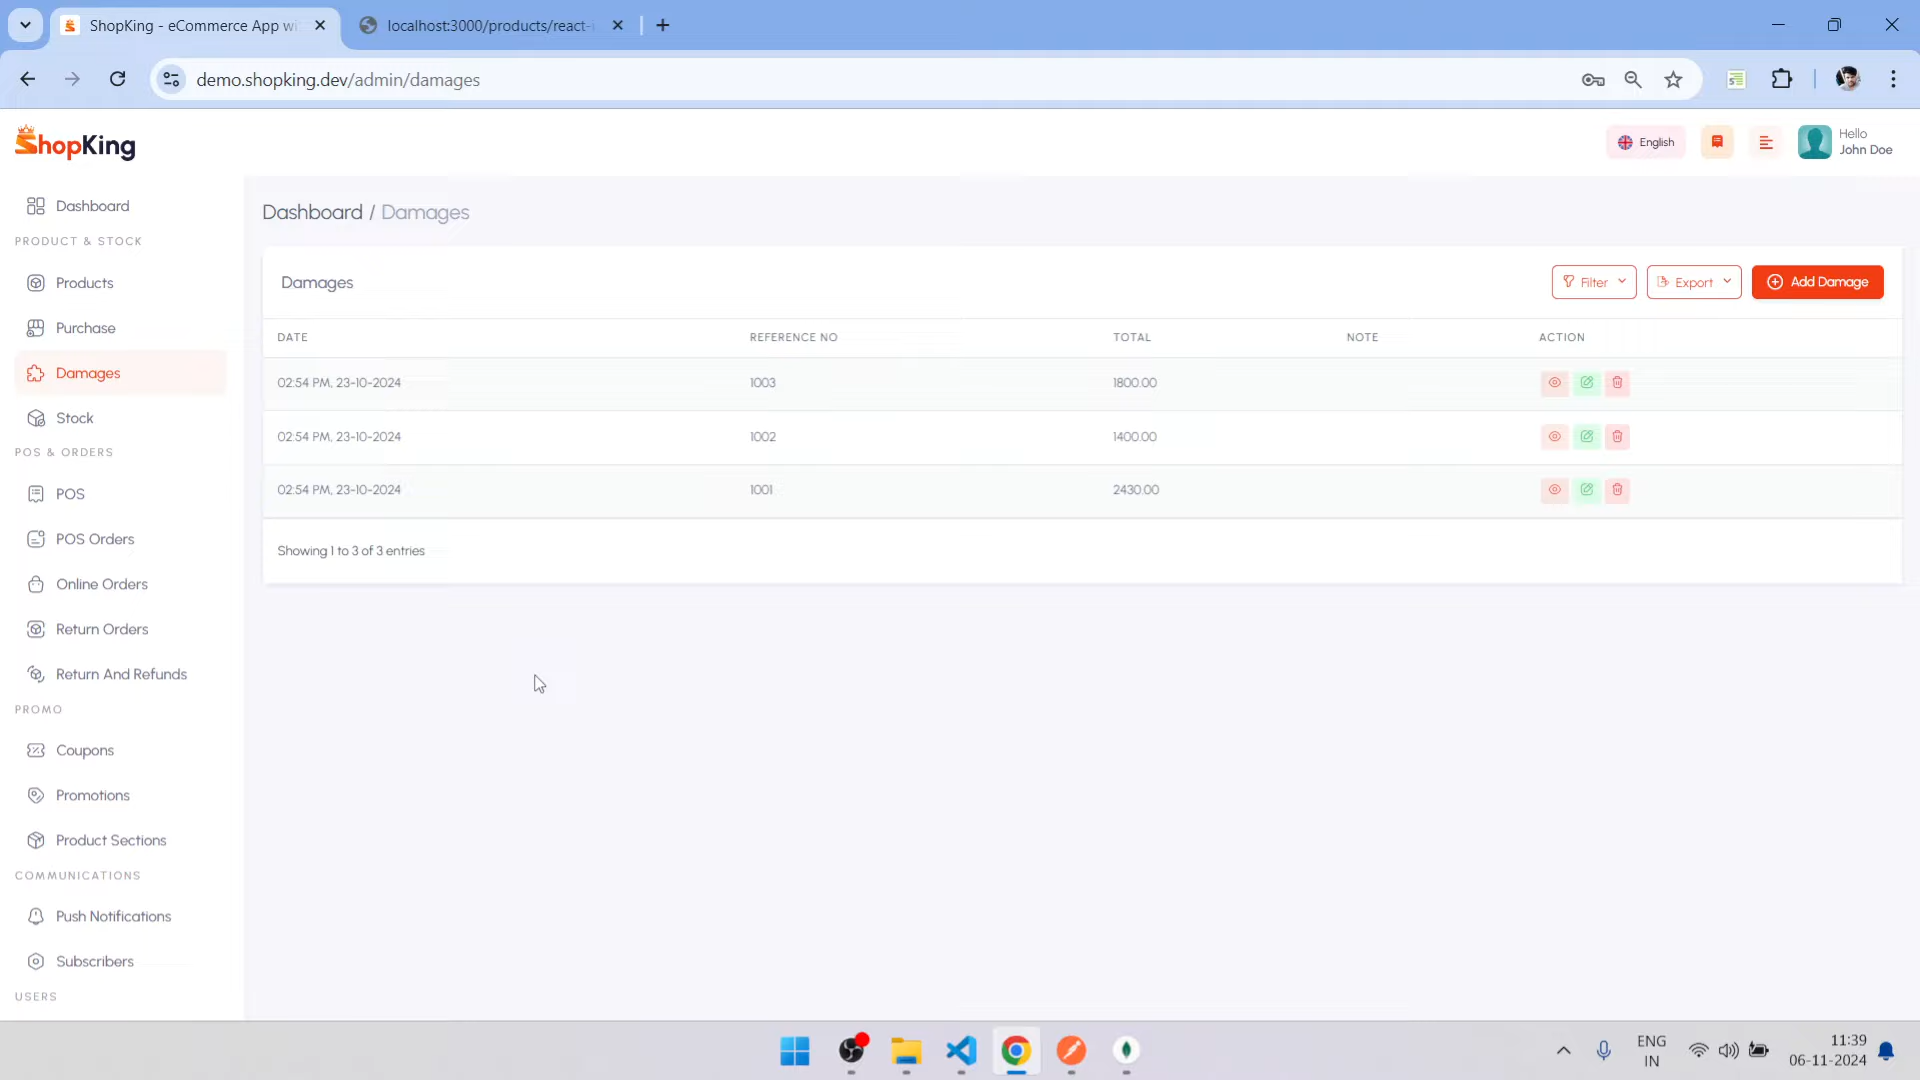 ShopKing - eCommerce App wi
localhost:3000/products/react-i
demo.shopking.dev/admin/damages
ShopKing
English
Hello
John Doe
Dashboard
PRODUCT & STOCK
Products
Purchase
Damages
Stock
POS & ORDERS
POS
POS Orders
Online Orders
Return Orders
Return And Refunds
PROMO
Coupons
Promotions
Product Sections
COMMUNICATIONS
Push Notifications
Subscribers
USERS
Dashboard / Damages
Damages
Filter
Export
Add Damage
DATE REFERENCE NO TOTAL NOTE ACTION
02:54 PM, 23-10-2024 1003 1800.00
02:54 PM, 23-10-2024 1002 1400.00
02:54 PM, 23-10-2024 1001 2430.00
Showing 1 to 3 of 3 entries
ENG
IN
11:39
06-11-2024